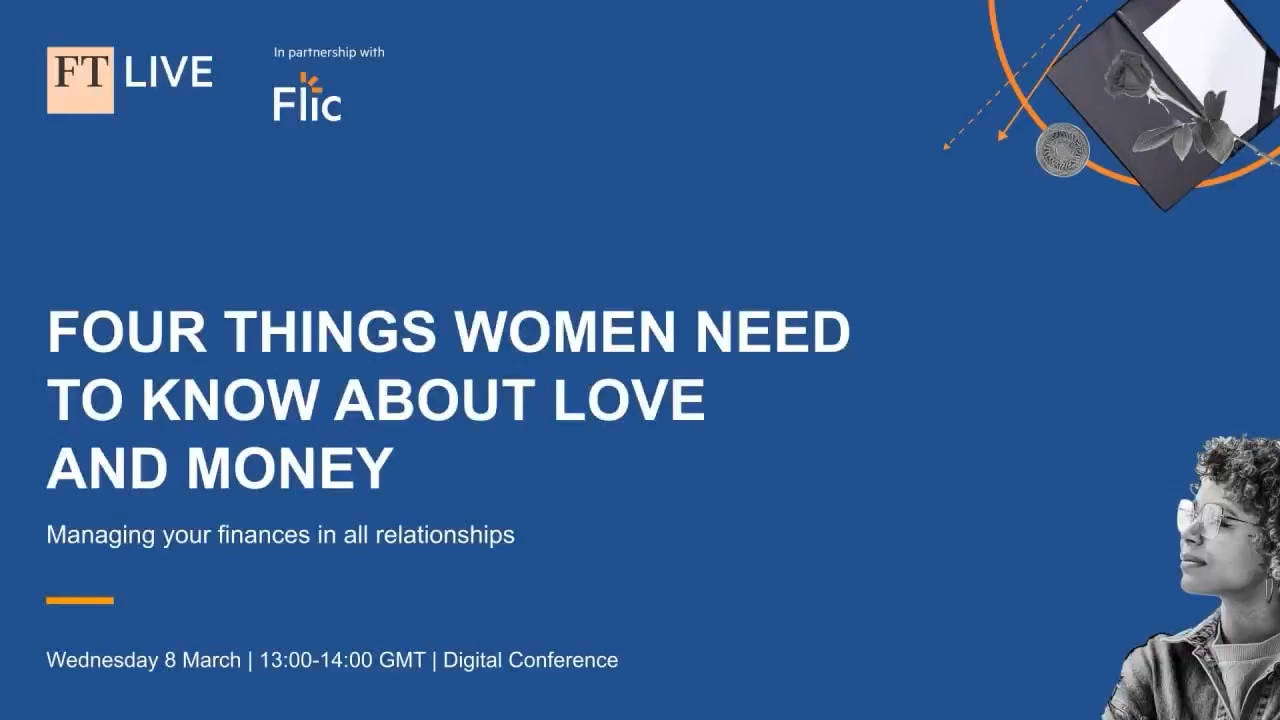 FT LIVE
In partnership with
Flic
FOUR THINGS WOMEN NEED
TO KNOW ABOUT LOVE
AND MONEY
Managing your finances in all relationships
Wednesday 8 March | 13:00-14:00 GMT | Digital Conference